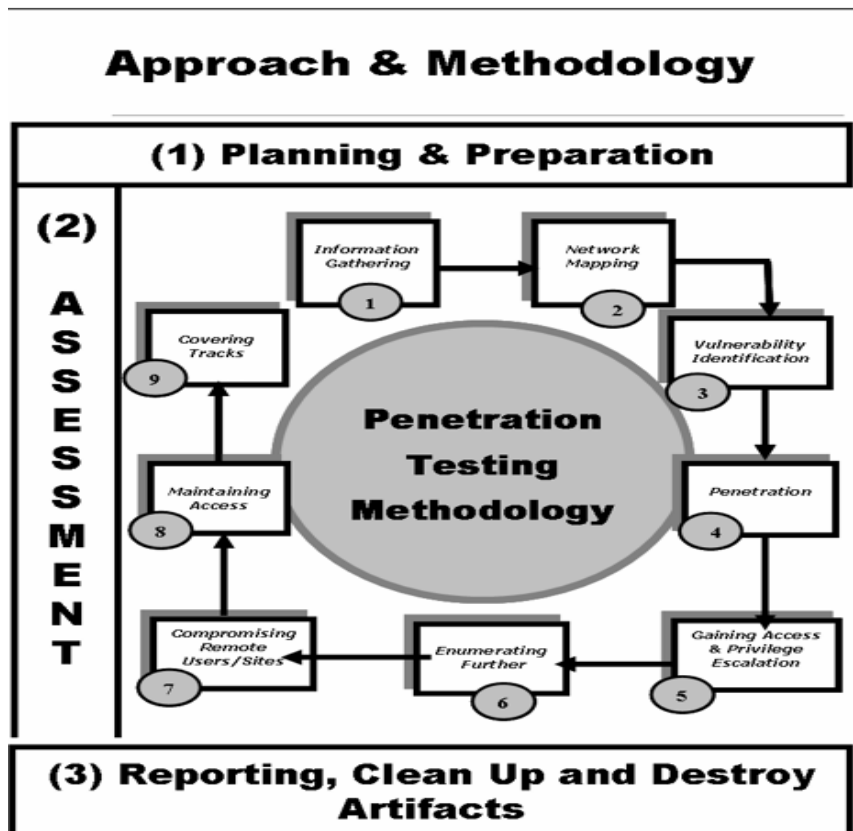 Approach & Methodology
(1) Planning & Preparation
(2)
A
S
S
E
S
S
M
E
N
T
Information
Gathering
1
Network
Mapping
2
Vulnerability
Identification
3
Penetration
4
Gaining Access
& Privilege
Escalation
5
Enumerating
Further
6
Compromising
Remote
Users/Sites
7
Maintaining
Access
8
Covering
Tracks
9
Penetration
Testing
Methodology
(3) Reporting, Clean Up and Destroy
Artifacts